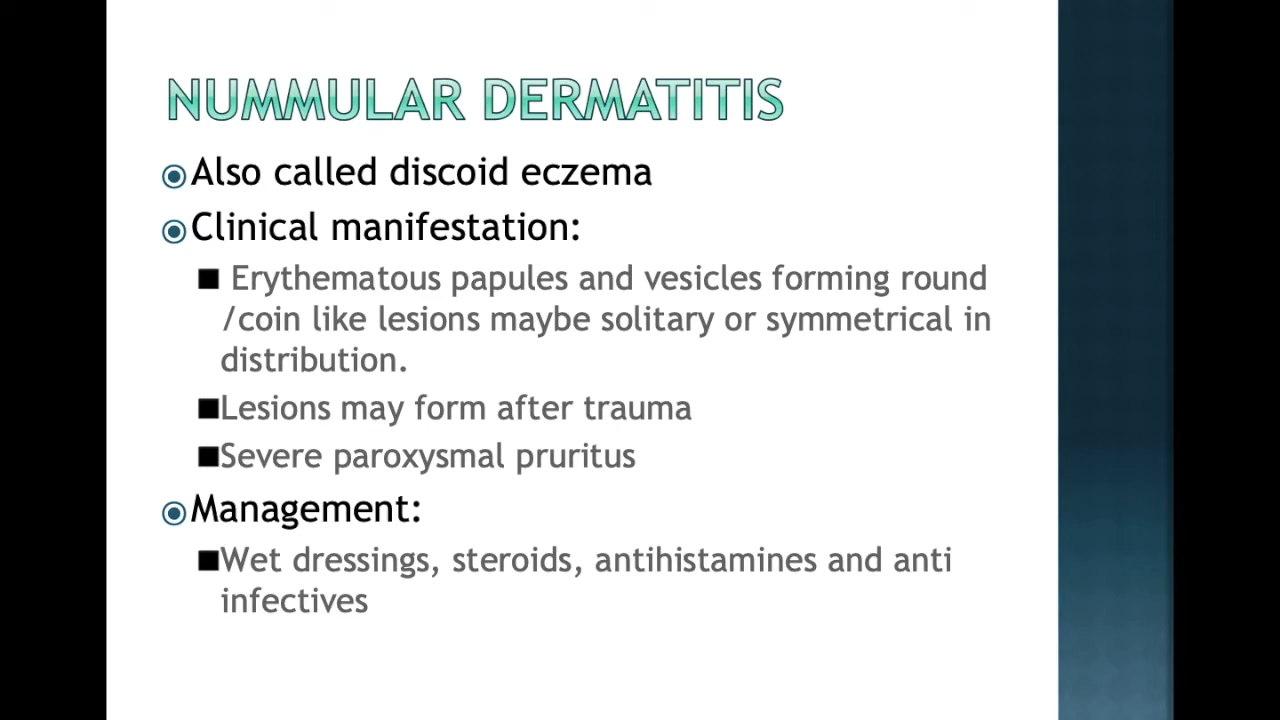 NUMMULAR DERMATITIS
Also called discoid eczema
Clinical manifestation:
Erythematous papules and vesicles forming round
/coin like lesions maybe solitary or symmetrical in
distribution.
Lesions may form after trauma
Severe paroxysmal pruritus
Management:
Wet dressings, steroids, antihistamines and anti
infectives